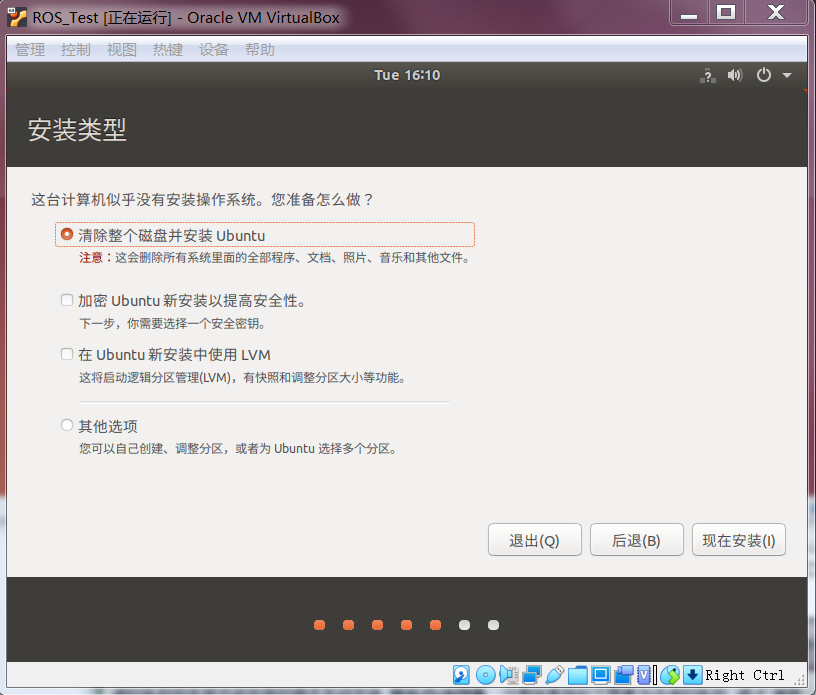 ROS_Test [正在运行] - Oracle VM VirtualBox
管理 控制 视图 热键 设备 帮助
Tue 16:10
安装类型
这台计算机似乎没有安装操作系统。您准备怎么做？
清除整个磁盘并安装 Ubuntu
注意：这会删除所有系统里面的全部程序、文档、照片、音乐和其他文件。
加密 Ubuntu 新安装以提高安全性。
下一步，你需要选择一个安全密钥。
在 Ubuntu 新安装中使用 LVM
这将启动逻辑分区管理(LVM)，有快照和调整分区大小等功能。
其他选项
您可以自己创建、调整分区，或者为 Ubuntu 选择多个分区。
退出(Q) 后退(B) 现在安装(I)
Right Ctrl